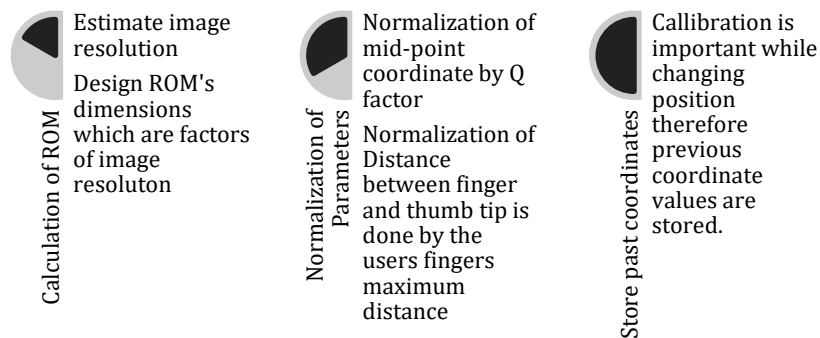 Calculation of ROM
Estimate image
resolution
Design ROM's
dimensions
which are factors
of image
resoluton
Normalization of
Parameters
Normalization of
mid-point
coordinate by Q
factor
Normalization of
Distance
between finger
and thumb tip is
done by the
users fingers
maximum
distance
Store past coordinates
Callibration is
important while
changing
position
therefore
previous
coordinate
values are
stored.